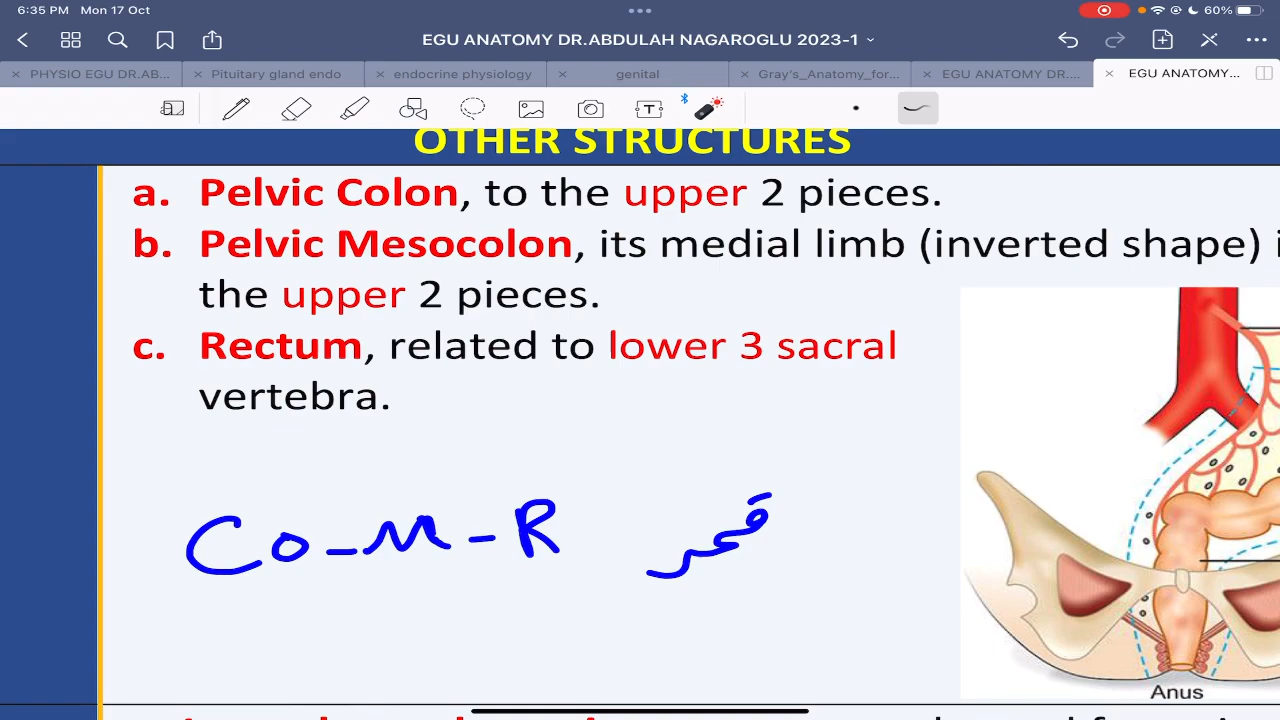 6:35 PM Mon 17 Oct
60%
EGU ANATOMY DR.ABDULAH NAGAROGLU 2023-1
PHYSIO EGU DR.AB...
Pituitary gland endo
endocrine physiology
genital
Gray's_Anatomy_for...
EGU ANATOMY DR....
EGU ANATOMY...
OTHER STRUCTURES
a. Pelvic Colon, to the upper 2 pieces.
b. Pelvic Mesocolon, its medial limb (inverted shape) i
the upper 2 pieces.
c. Rectum, related to lower 3 sacral
vertebra.
Co-M-R
Anus